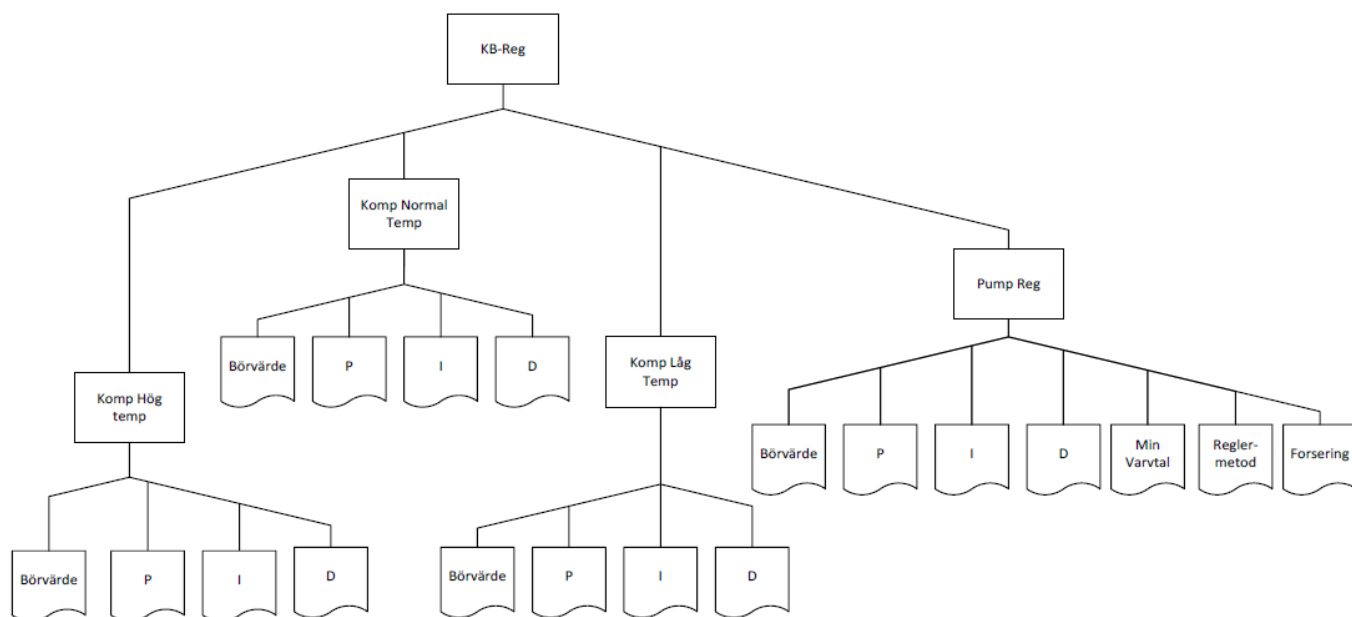 KB-Reg
Komp Normal
Temp
Pump Reg
Börvärde
P
I
D
Komp Låg
Temp
Komp Hög
temp
Börvärde
P
I
D
Min
Varvtal
Regler-
metod
Forsering
Börvärde
P
I
D
Börvärde
P
I
D